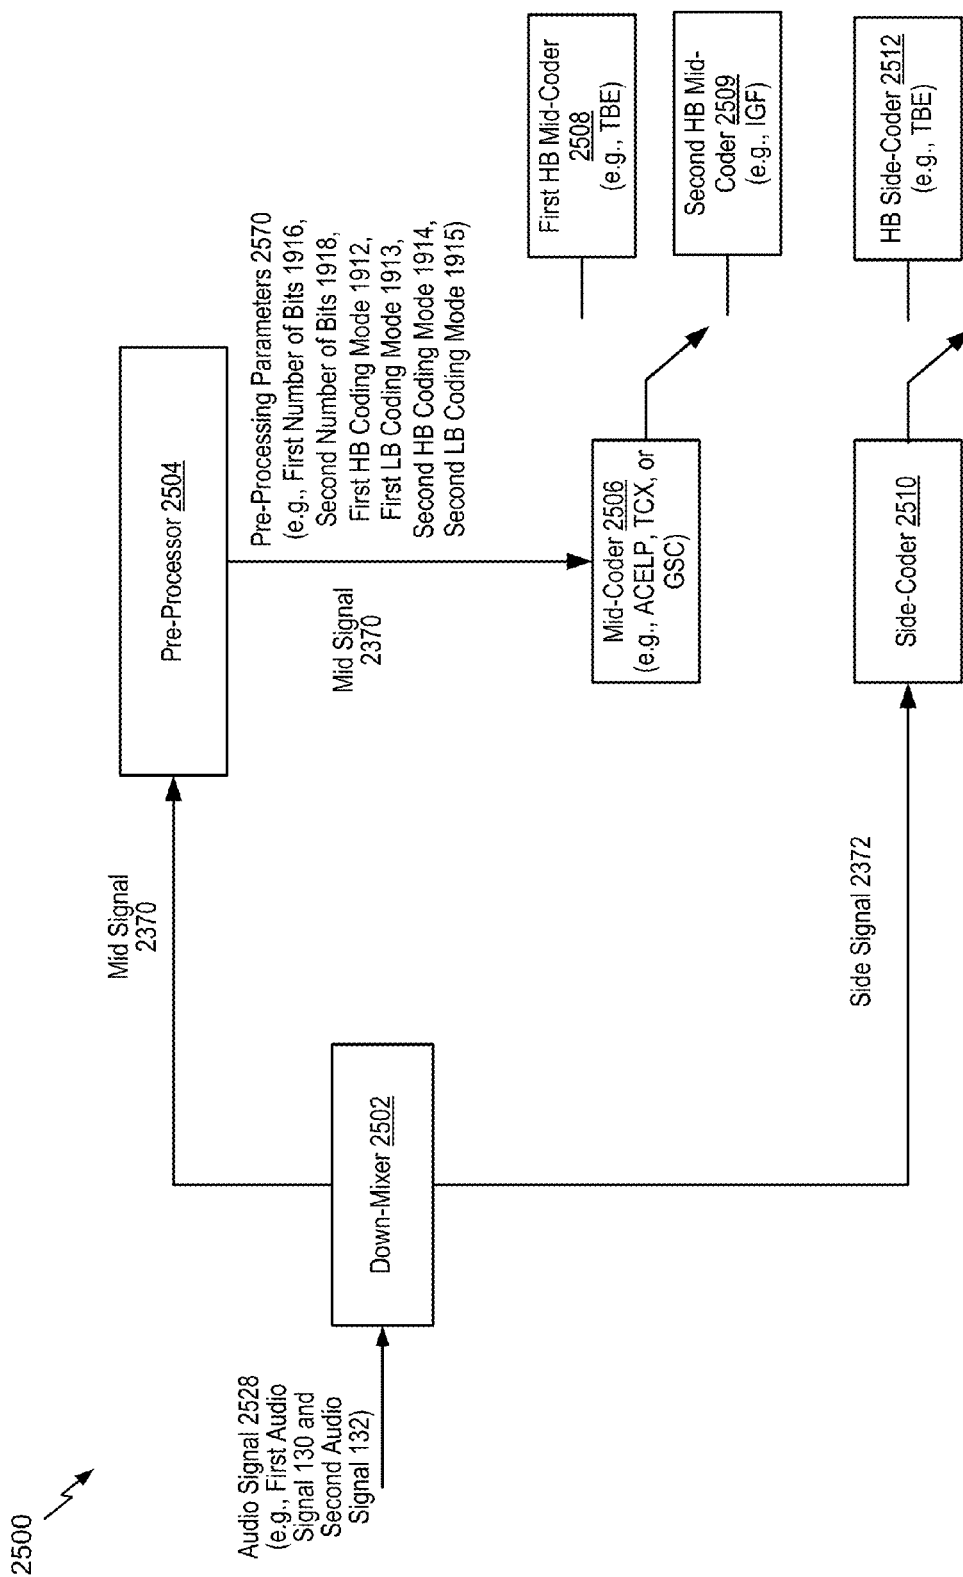 2500
Audio Signal 2528
(e.g., First Audio
Signal 130 and
Second Audio
Signal 132)
Down-Mixer 2502
Mid Signal
2370
Pre-Processor 2504
Pre-Processing Parameters 2570
(e.g., First Number of Bits 1916,
Second Number of Bits 1918,
First HB Coding Mode 1912,
First LB Coding Mode 1913,
Second HB Coding Mode 1914,
Second LB Coding Mode 1915)
Mid Signal
2370
Mid-Coder 2506
(e.g., ACELP, TCX, or
GSC)
First HB Mid-Coder
2508
(e.g., TBE)
Second HB Mid-
Coder 2509
(e.g., IGF)
Side Signal 2372
Side-Coder 2510
HB Side-Coder 2512
(e.g., TBE)